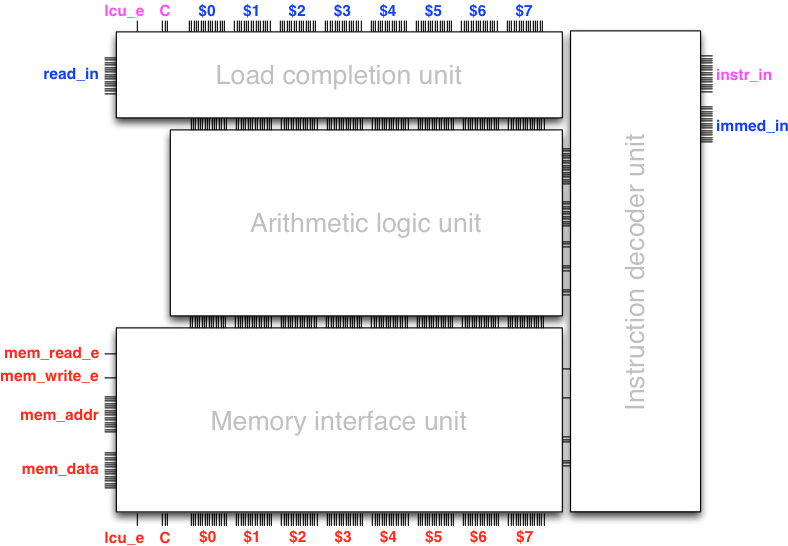 lcu_e C $0 $1 $2 $3 $4 $5 $6 $7
read_in
Load completion unit
instr_in
immed_in
Arithmetic logic unit
Instruction decoder unit
mem_read_e
mem_write_e
mem_addr
Memory interface unit
mem_data
lcu_e C $0 $1 $2 $3 $4 $5 $6 $7